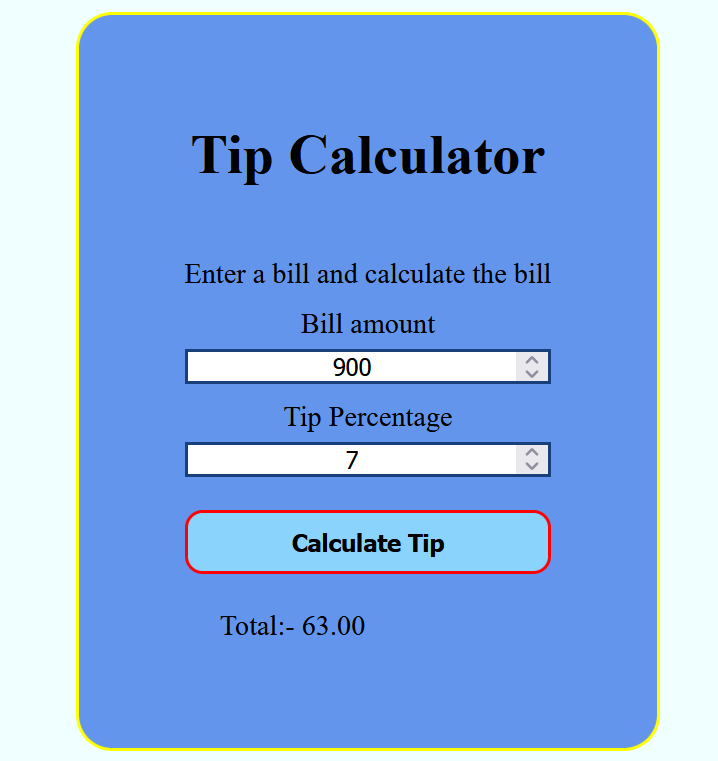 Tip Calculator
Enter a bill and calculate the bill
Bill amount
900
Tip Percentage
7
Calculate Tip
Total:- 63.00